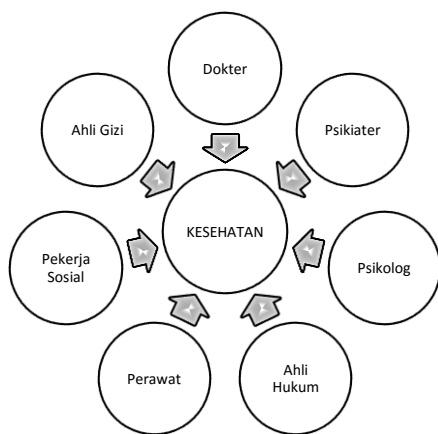 Dokter
Psikiater
Psikolog
Ahli
Hukum
Perawat
Pekerja
Sosial
Ahli Gizi
KESEHATAN